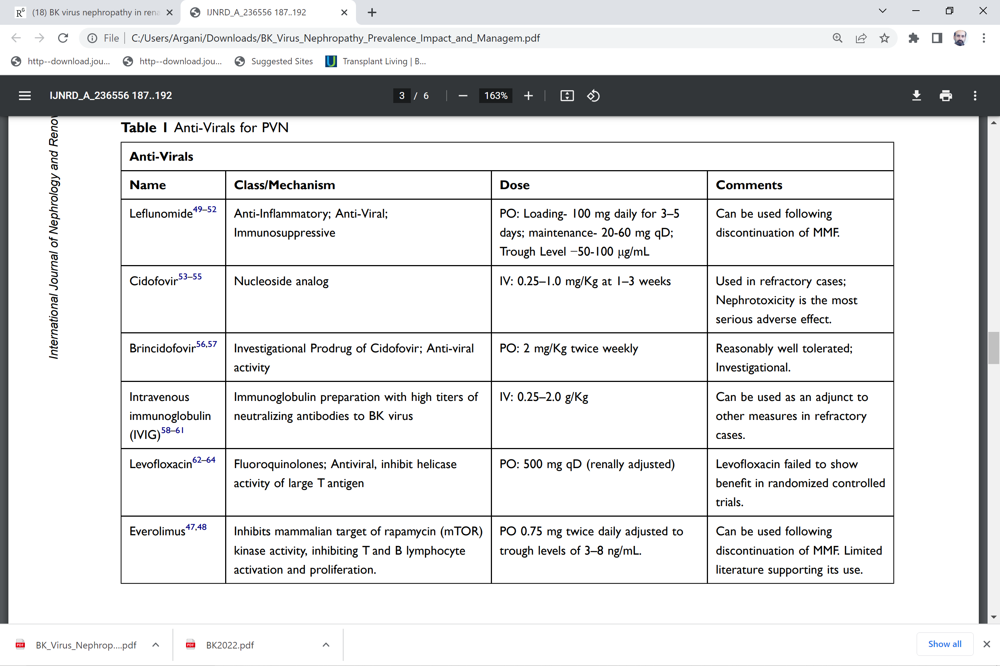 (18) BK virus nephropathy in rena
IJNRD_A_236556 187..192
File
C:/Users/Argani/Downloads/BK_Virus_Nephropathy_Prevalence_Impact_and_Managem.pdf
http--download.jou...
http--download.jou...
Suggested Sites
Transplant Living | B...
IJNRD_A_236556 187..192
3 / 6
163%
International Journal of Nephrology and Renov
Table 1 Anti-Virals for PVN
Anti-Virals
Name
Class/Mechanism
Dose
Comments
Leflunomide49–52
Anti-Inflammatory; Anti-Viral;
Immunosuppressive
PO: Loading- 100 mg daily for 3–5
days; maintenance- 20-60 mg qD;
Trough Level −50-100 μg/mL
Can be used following
discontinuation of MMF.
Cidofovir53–55
Nucleoside analog
IV: 0.25–1.0 mg/Kg at 1–3 weeks
Used in refractory cases;
Nephrotoxicity is the most
serious adverse effect.
Brincidofovir56,57
Investigational Prodrug of Cidofovir; Anti-viral
activity
PO: 2 mg/Kg twice weekly
Reasonably well tolerated;
Investigational.
Intravenous
immunoglobulin
(IVIG)58–61
Immunoglobulin preparation with high titers of
neutralizing antibodies to BK virus
IV: 0.25–2.0 g/Kg
Can be used as an adjunct to
other measures in refractory
cases.
Levofloxacin62–64
Fluoroquinolones; Antiviral, inhibit helicase
activity of large T antigen
PO: 500 mg qD (renally adjusted)
Levofloxacin failed to show
benefit in randomized controlled
trials.
Everolimus47,48
Inhibits mammalian target of rapamycin (mTOR)
kinase activity, inhibiting T and B lymphocyte
activation and proliferation.
PO 0.75 mg twice daily adjusted to
trough levels of 3–8 ng/mL.
Can be used following
discontinuation of MMF. Limited
literature supporting its use.
BK_Virus_Nephrop....pdf
BK2022.pdf
Show all